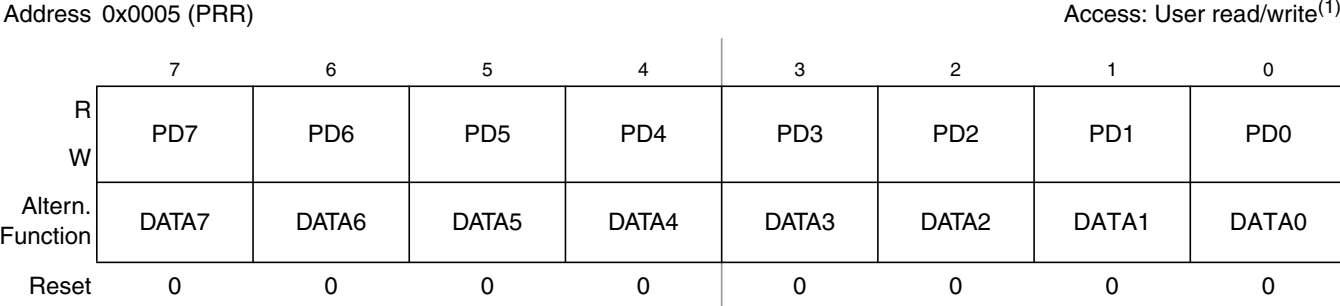 Address 0x0005 (PRR) Access: User read/write(1)
7 6 5 4 3 2 1 0
R
W
PD7 PD6 PD5 PD4 PD3 PD2 PD1 PD0
Altern.
Function
DATA7 DATA6 DATA5 DATA4 DATA3 DATA2 DATA1 DATA0
Reset 0 0 0 0 0 0 0 0